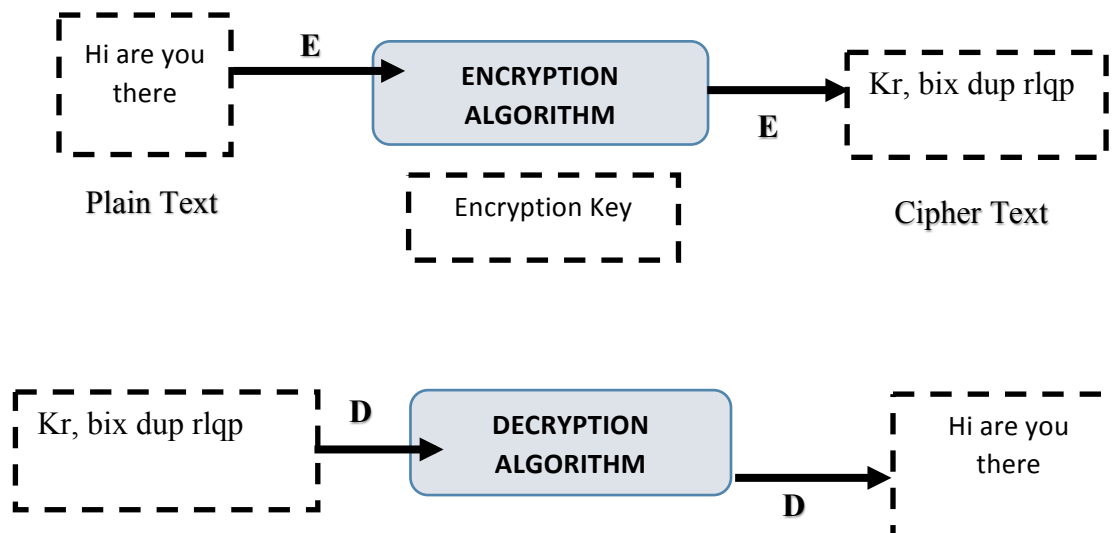 Hi are you
there
E
ENCRYPTION
ALGORITHM
E
Kr, bix dup rlqp
Plain Text
Encryption Key
Cipher Text
Kr, bix dup rlqp
D
DECRYPTION
ALGORITHM
D
Hi are you
there